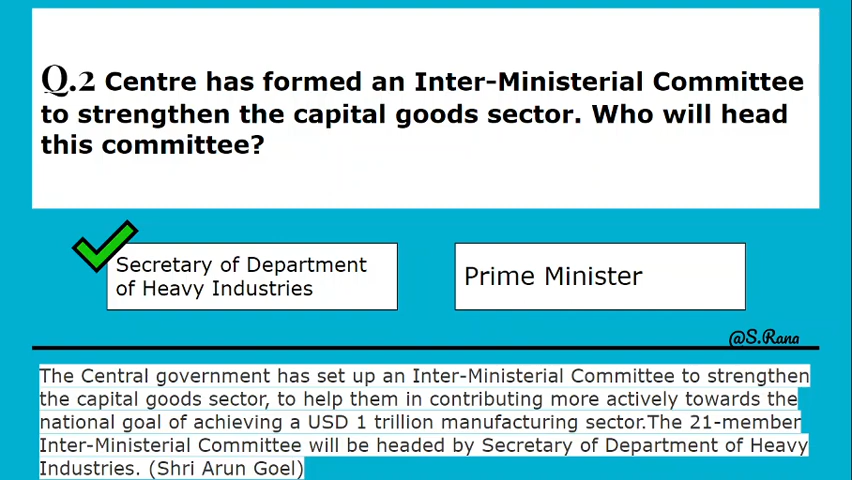 Q.2 Centre has formed an Inter-Ministerial Committee
to strengthen the capital goods sector. Who will head
this committee?
Secretary of Department
of Heavy Industries
Prime Minister
@S.Rana
The Central government has set up an Inter-Ministerial Committee to strengthen
the capital goods sector, to help them in contributing more actively towards the
national goal of achieving a USD 1 trillion manufacturing sector.The 21-member
Inter-Ministerial Committee will be headed by Secretary of Department of Heavy
Industries. (Shri Arun Goel)